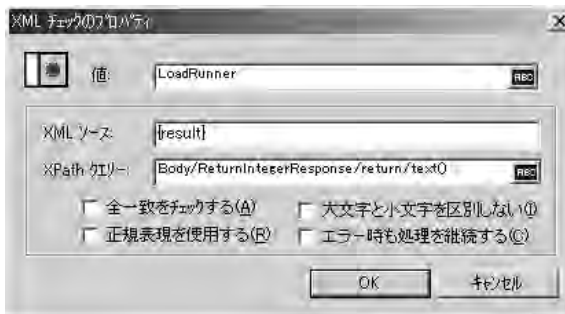 XML チェックのプロパティ
値:
LoadRunner
ABC
XML ソース:
{result}
XPath クエリー:
Body/ReturnIntegerResponse/return/text()
ABC
全一致をチェックする(A)
大文字と小文字を区別しない(I)
正規表現を使用する(R)
エラー時も処理を継続する(C)
OK
キャンセル